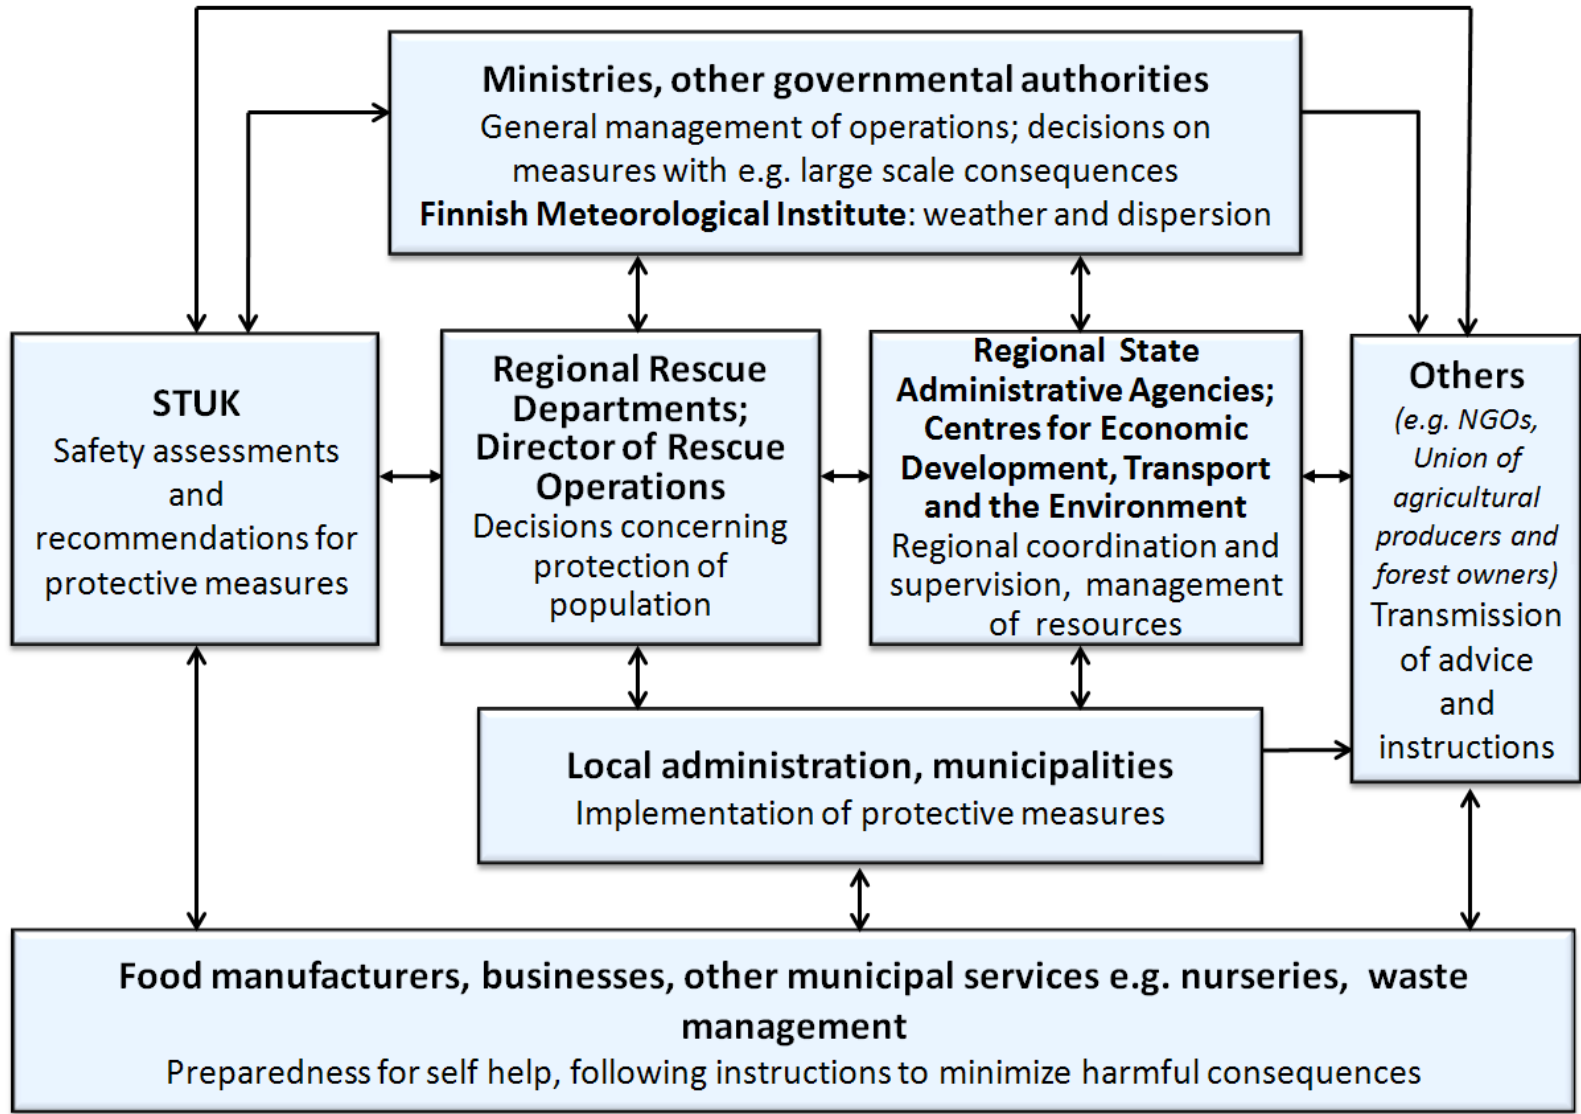 Ministries, other governmental authorities
General management of operations; decisions on
measures with e.g. large scale consequences
Finnish Meteorological Institute: weather and dispersion
STUK
Safety assessments
and
recommendations for
protective measures
Regional Rescue
Departments;
Director of Rescue
Operations
Decisions concerning
protection of
population
Regional State
Administrative Agencies;
Centres for Economic
Development, Transport
and the Environment
Regional coordination and
supervision, management
of resources
Others
(e.g. NGOs,
Union of
agricultural
producers and
forest owners)
Transmission
of advice
and
instructions
Local administration, municipalities
Implementation of protective measures
Food manufacturers, businesses, other municipal services e.g. nurseries, waste
management
Preparedness for self help, following instructions to minimize harmful consequences